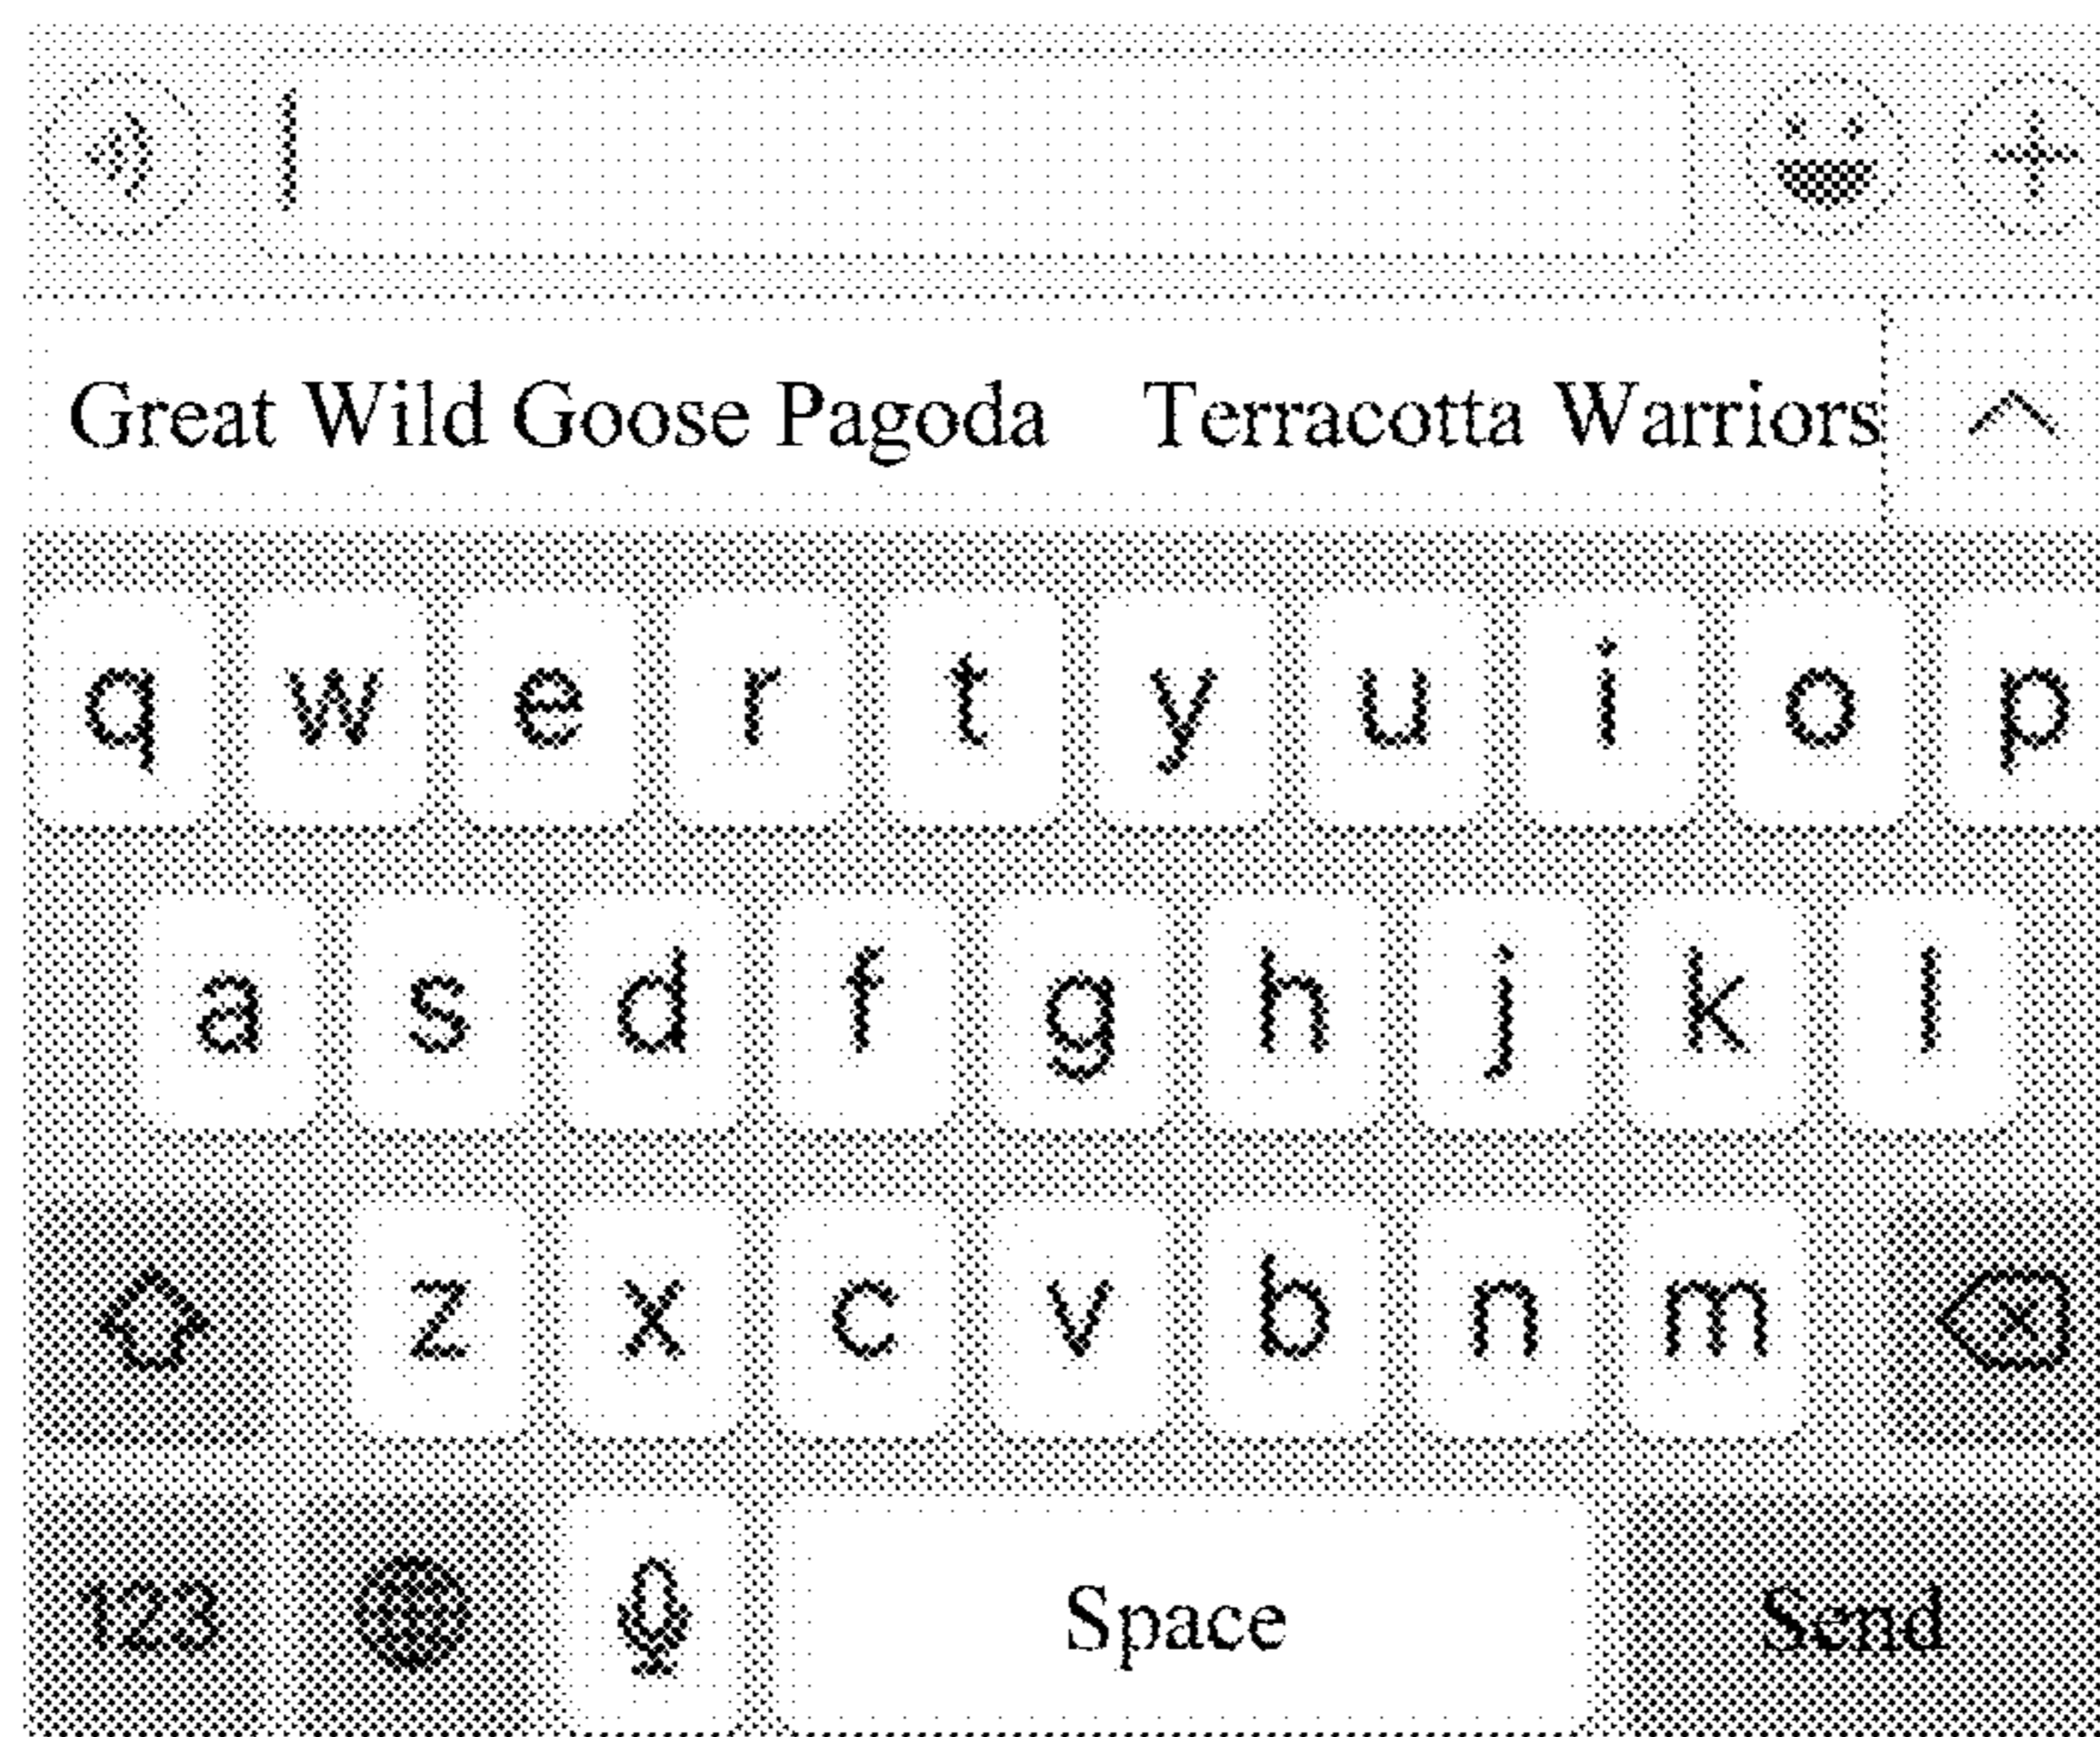 Great Wild Goose Pagoda Terracotta Warriors
q w e r t y u i o p
a s d f g h j k l
z x c v b n m
123 Space Send